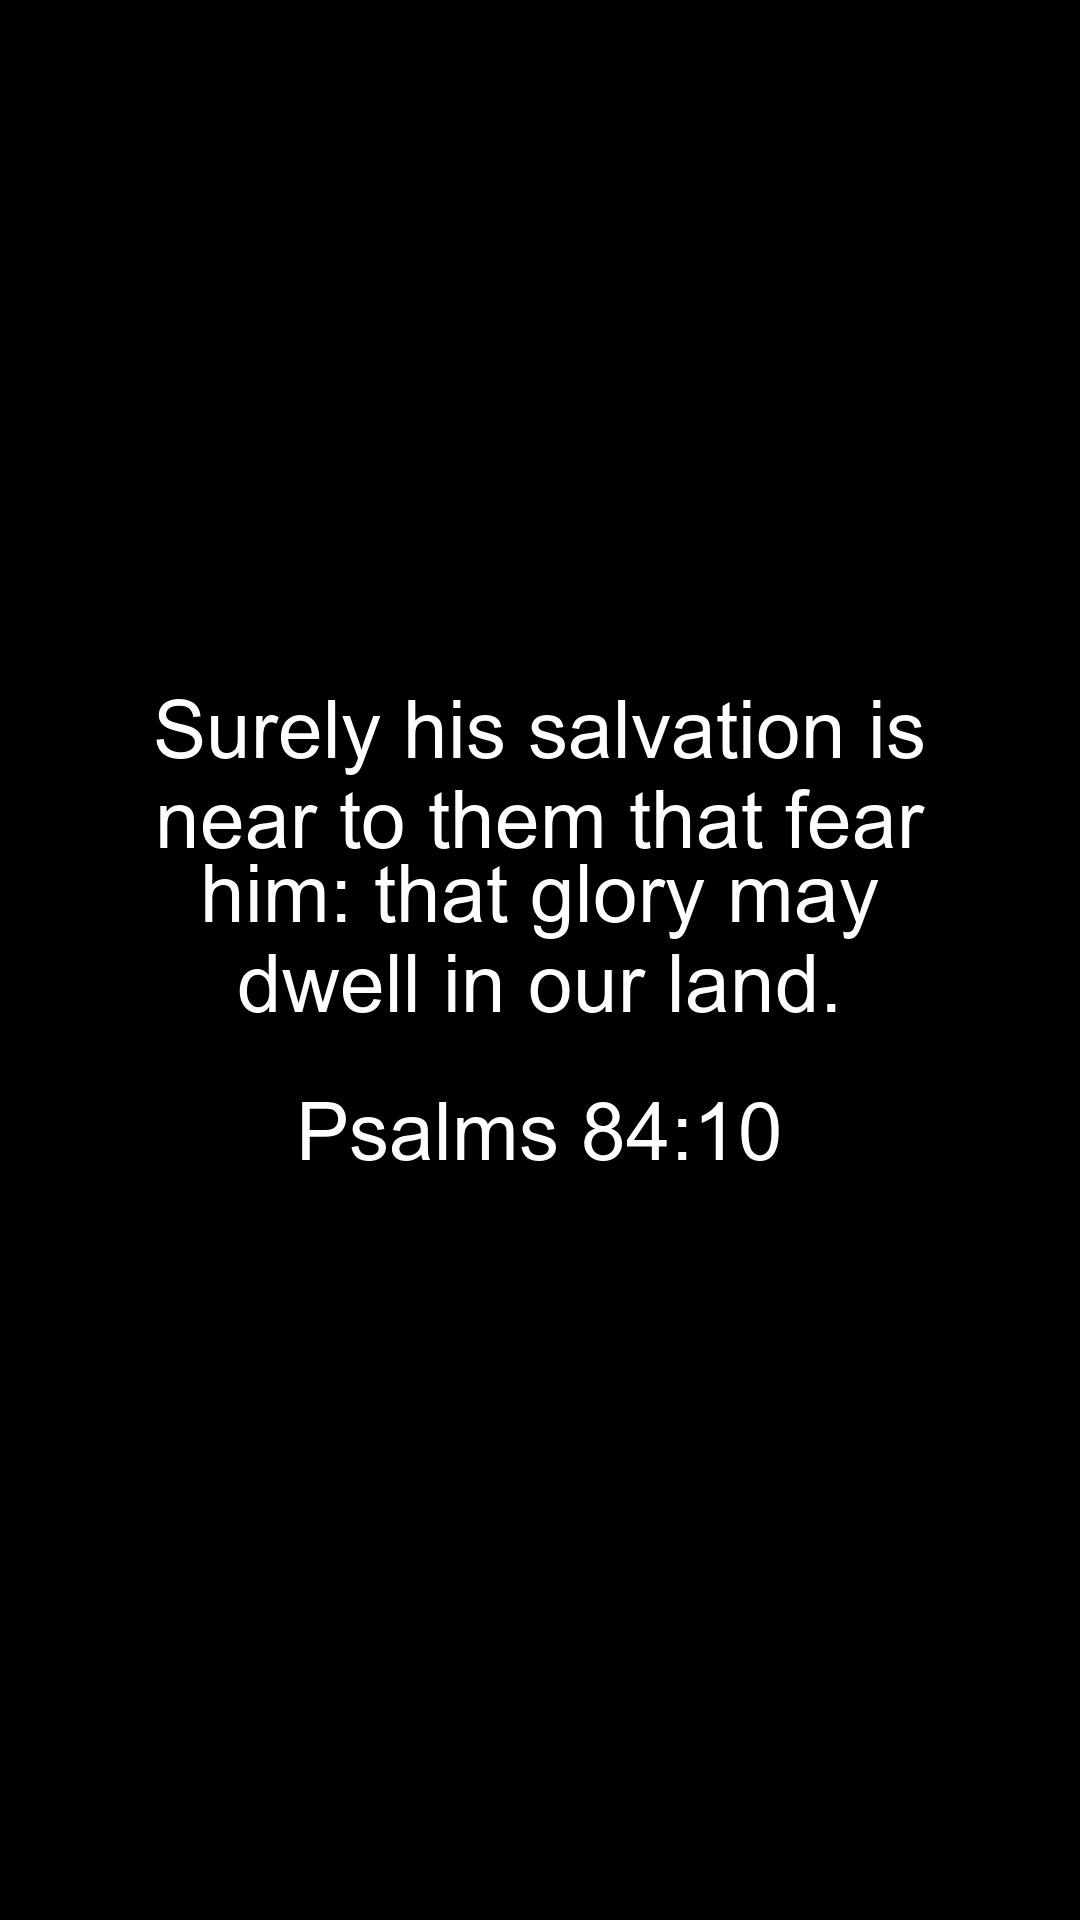 Surely his salvation is
near to them that fear
him: that glory may
dwell in our land.
Psalms 84:10